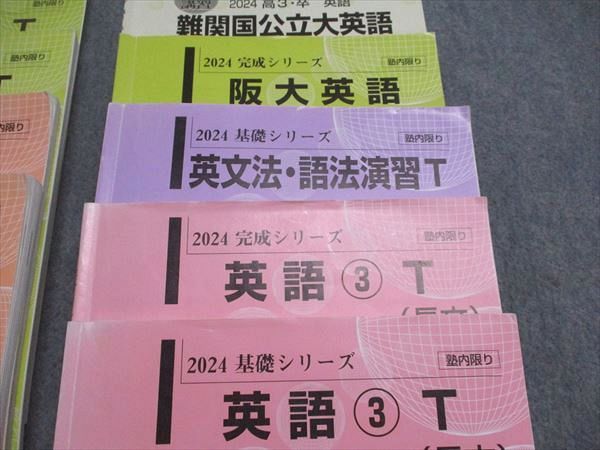 講習 2024 高3・卒 英語
難関国公立大英語
2024 完成シリーズ
塾内限り
阪大英語
2024 基礎シリーズ
塾内限り
英文法・語法演習T
2024 完成シリーズ
塾内限り
英語③T
2024 基礎シリーズ
塾内限り
英語③T
T
T